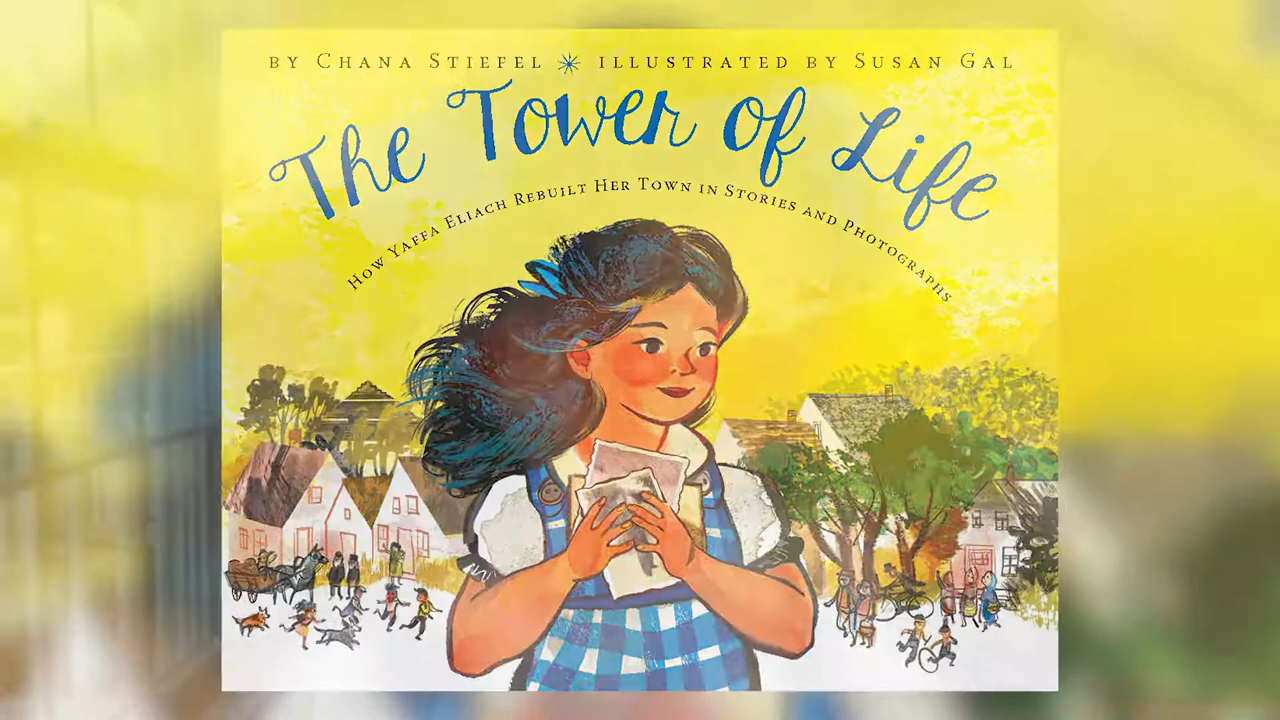 BY CHANA STIEFEL ILLUSTRATED BY SUSAN GAL
The Tower of Life
HOW YAFFA ELIACH REBUILT HER TOWN IN STORIES AND PHOTOGRAPHS